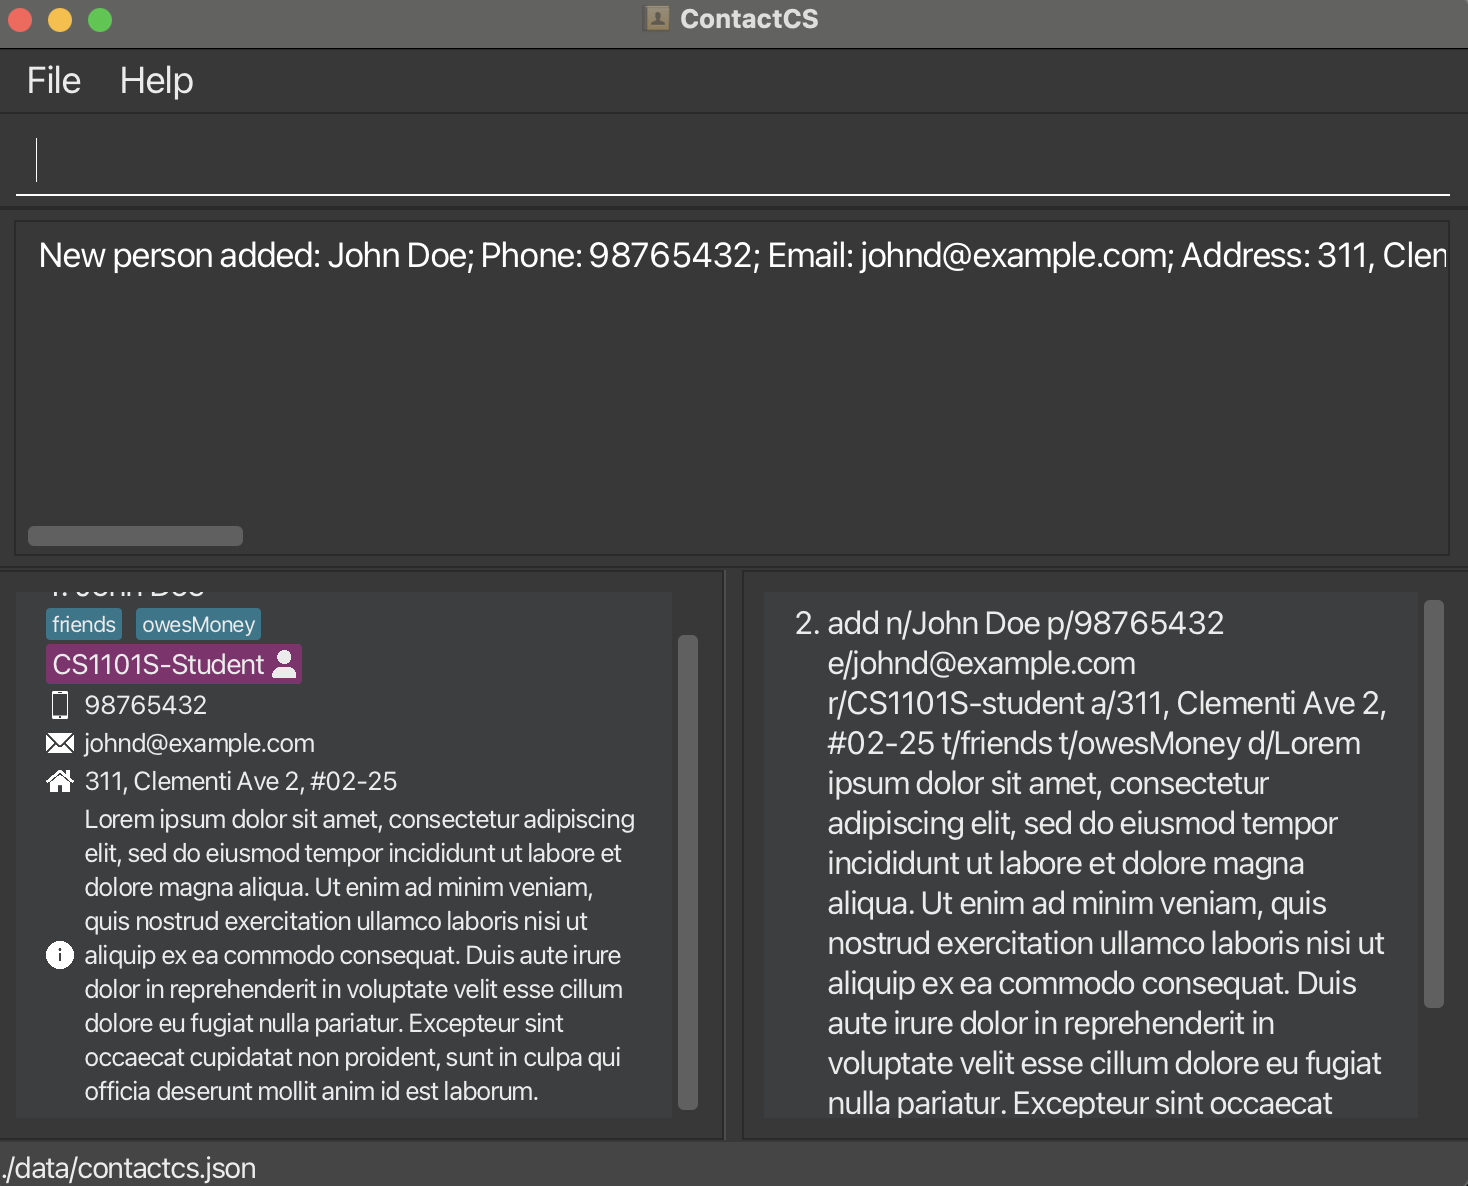 ContactCS
File Help
New person added: John Doe; Phone: 98765432; Email: johnd@example.com; Address: 311, Clem
1. John Doe
friends owesMoney
CS1101S-Student
98765432
johnd@example.com
311, Clementi Ave 2, #02-25
Lorem ipsum dolor sit amet, consectetur adipiscing
elit, sed do eiusmod tempor incididunt ut labore et
dolore magna aliqua. Ut enim ad minim veniam,
quis nostrud exercitation ullamco laboris nisi ut
aliquip ex ea commodo consequat. Duis aute irure
dolor in reprehenderit in voluptate velit esse cillum
dolore eu fugiat nulla pariatur. Excepteur sint
occaecat cupidatat non proident, sunt in culpa qui
officia deserunt mollit anim id est laborum.
2. add n/John Doe p/98765432
e/johnd@example.com
r/CS1101S-student a/311, Clementi Ave 2,
#02-25 t/friends t/owesMoney d/Lorem
ipsum dolor sit amet, consectetur
adipiscing elit, sed do eiusmod tempor
incididunt ut labore et dolore magna
aliqua. Ut enim ad minim veniam, quis
nostrud exercitation ullamco laboris nisi ut
aliquip ex ea commodo consequat. Duis
aute irure dolor in reprehenderit in
voluptate velit esse cillum dolore eu fugiat
nulla pariatur. Excepteur sint occaecat
./data/contactcs.json